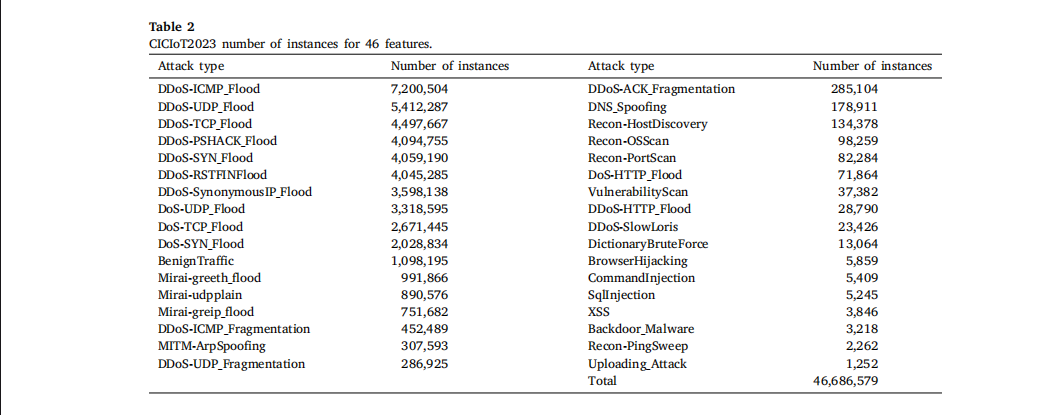 Table 2
CICIoT2023 number of instances for 46 features.
Attack type Number of instances Attack type Number of instances
DDoS-ICMP_Flood 7,200,504 DDoS-ACK_Fragmentation 285,104
DDoS-UDP_Flood 5,412,287 DNS_Spoofing 178,911
DDoS-TCP_Flood 4,497,667 Recon-HostDiscovery 134,378
DDoS-PSHACK_Flood 4,094,755 Recon-OSScan 98,259
DDoS-SYN_Flood 4,059,190 Recon-PortScan 82,284
DDoS-RSTFINFlood 4,045,285 DoS-HTTP_Flood 71,864
DDoS-SynonymousIP_Flood 3,598,138 VulnerabilityScan 37,382
DoS-UDP_Flood 3,318,595 DDoS-HTTP_Flood 28,790
DoS-TCP_Flood 2,671,445 DDoS-SlowLoris 23,426
DoS-SYN_Flood 2,028,834 DictionaryBruteForce 13,064
BenignTraffic 1,098,195 BrowserHijacking 5,859
Mirai-greeth_flood 991,866 CommandInjection 5,409
Mirai-udpplain 890,576 SqlInjection 5,245
Mirai-greip_flood 751,682 XSS 3,846
DDoS-ICMP_Fragmentation 452,489 Backdoor_Malware 3,218
MITM-ArpSpoofing 307,593 Recon-PingSweep 2,262
DDoS-UDP_Fragmentation 286,925 Uploading_Attack 1,252
Total 46,686,579